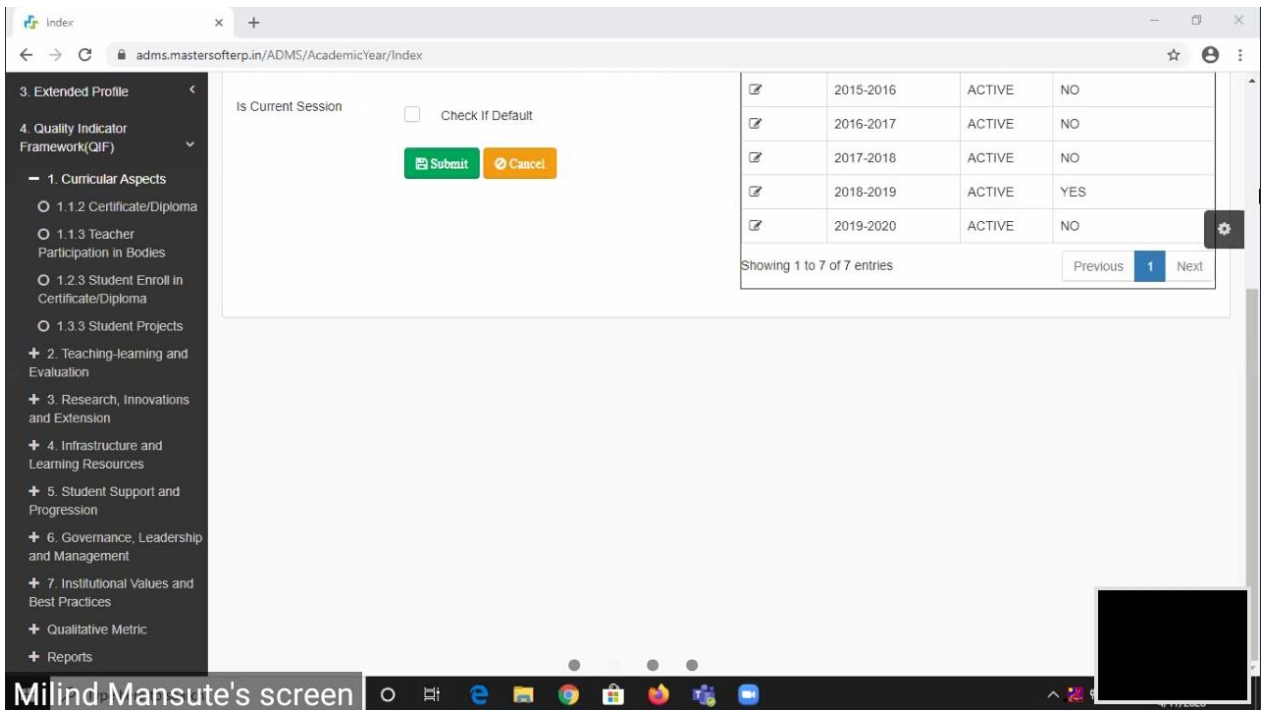 Index
adms.mastersofterp.in/ADMS/AcademicYear/Index
3. Extended Profile
4. Quality Indicator
Framework(QIF)
1. Curricular Aspects
1.1.2 Certificate/Diploma
1.1.3 Teacher
Participation in Bodies
1.2.3 Student Enroll in
Certificate/Diploma
1.3.3 Student Projects
2. Teaching-learning and
Evaluation
3. Research, Innovations
and Extension
4. Infrastructure and
Learning Resources
5. Student Support and
Progression
6. Governance, Leadership
and Management
7. Institutional Values and
Best Practices
Qualitative Metric
Reports
Is Current Session
Check If Default
Submit Cancel
2015-2016 ACTIVE NO
2016-2017 ACTIVE NO
2017-2018 ACTIVE NO
2018-2019 ACTIVE YES
2019-2020 ACTIVE NO
Showing 1 to 7 of 7 entries
Previous 1 Next
Milind Mansute's screen